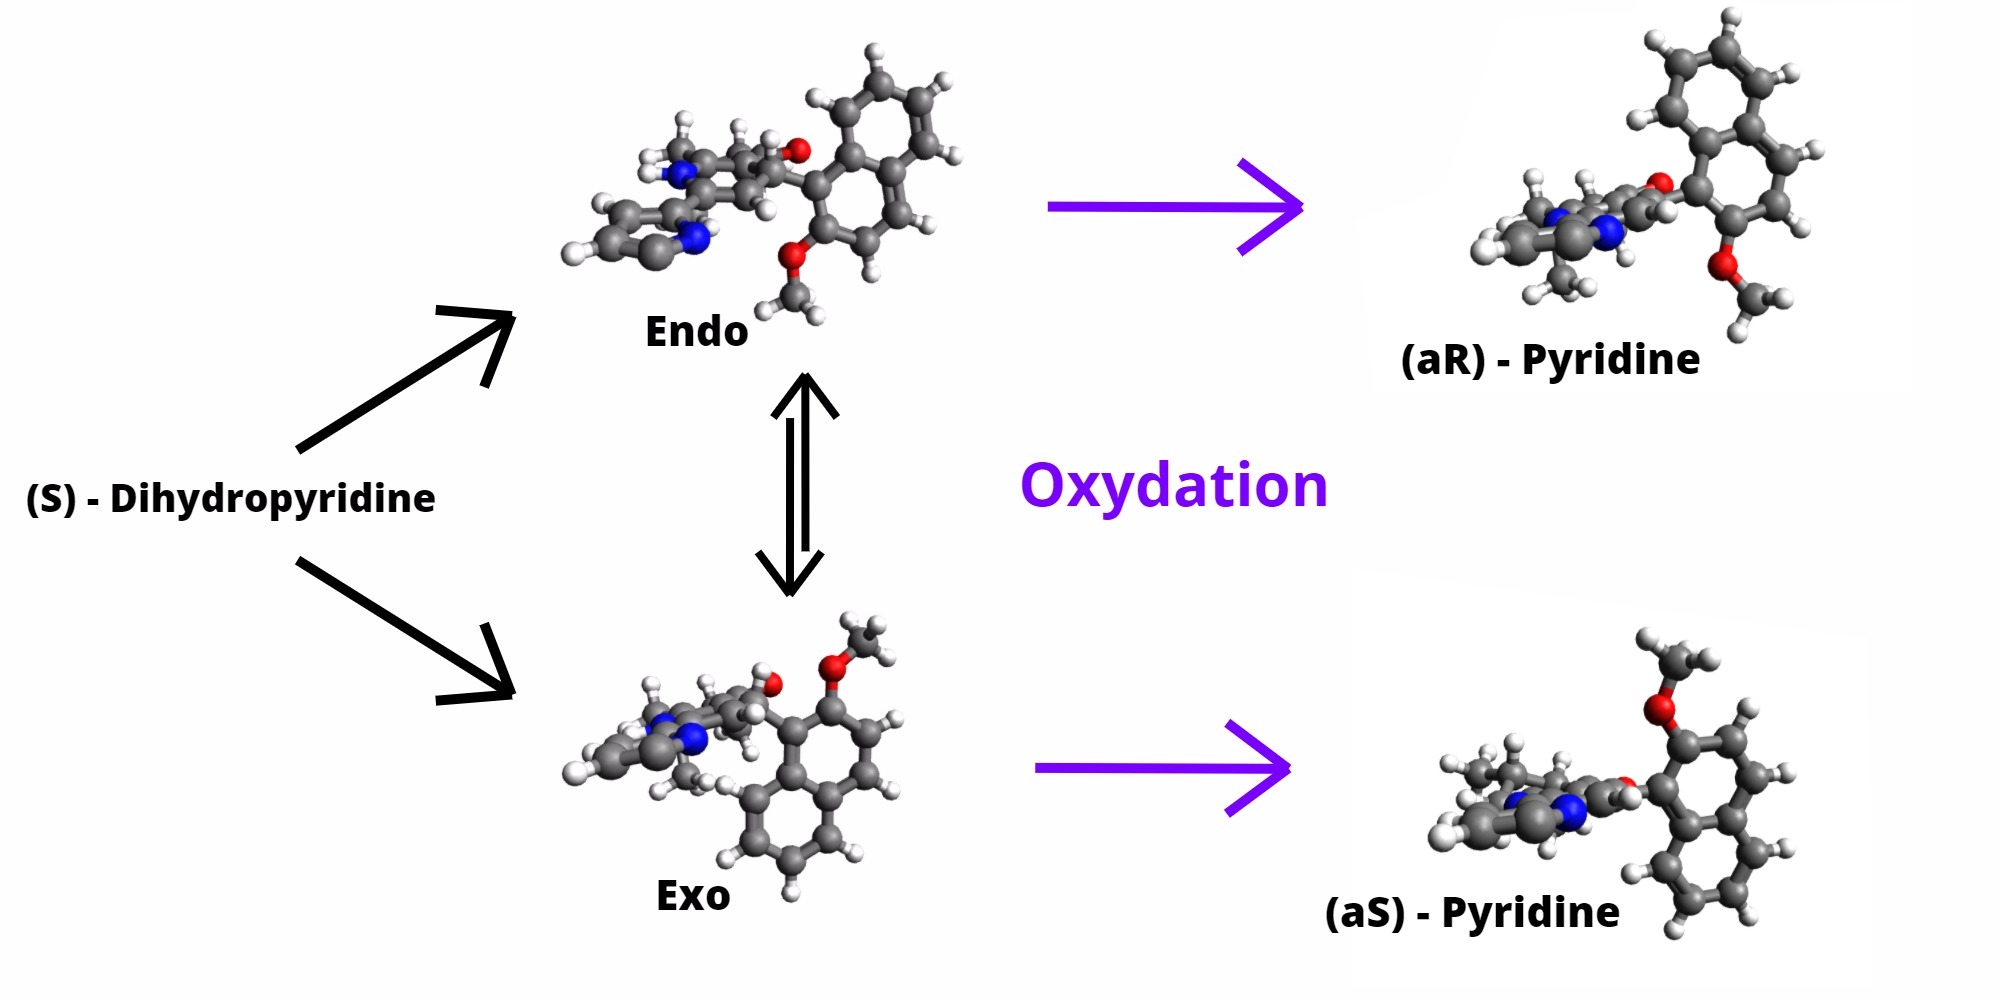 Endo
(aR) - Pyridine
(S) - Dihydropyridine
Oxydation
Exo
(aS) - Pyridine